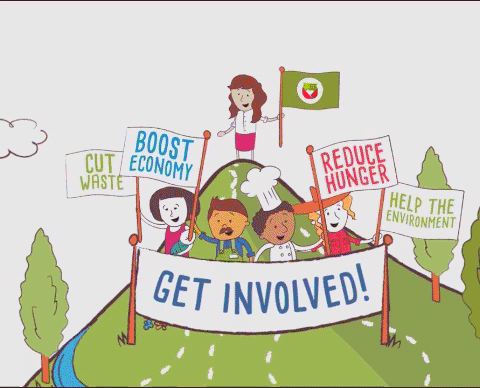 CUT
WASTE
BOOST
ECONOMY
REDUCE
HUNGER
HELP THE
ENVIRONMENT
GET INVOLVED!